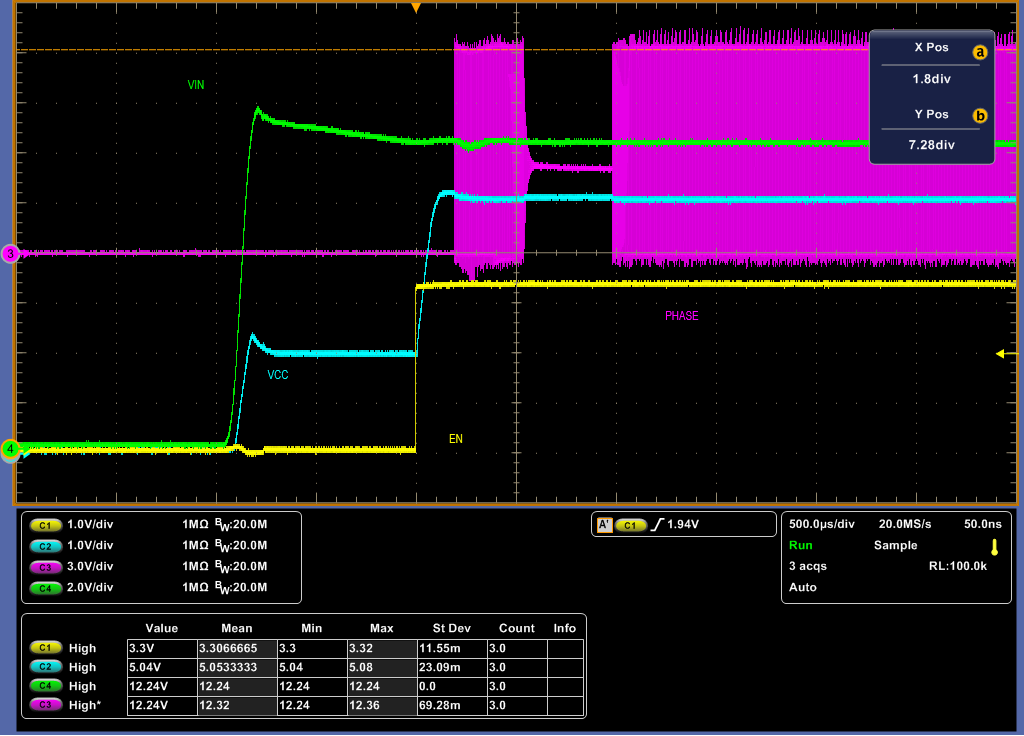 X Pos a
1.8div
VIN
Y Pos b
7.28div
3
PHASE
VCC
EN
4
C1 1.0V/div 1MΩ BW:20.0M
C2 1.0V/div 1MΩ BW:20.0M
C3 3.0V/div 1MΩ BW:20.0M
C4 2.0V/div 1MΩ BW:20.0M
A' C1 1.94V
500.0µs/div 20.0MS/s 50.0ns
Run Sample
3 acqs RL:100.0k
Auto
Value Mean Min Max St Dev Count Info
C1 High 3.3V 3.3066665 3.3 3.32 11.55m 3.0
C2 High 5.04V 5.0533333 5.04 5.08 23.09m 3.0
C4 High 12.24V 12.24 12.24 12.24 0.0 3.0
C3 High* 12.24V 12.32 12.24 12.36 69.28m 3.0